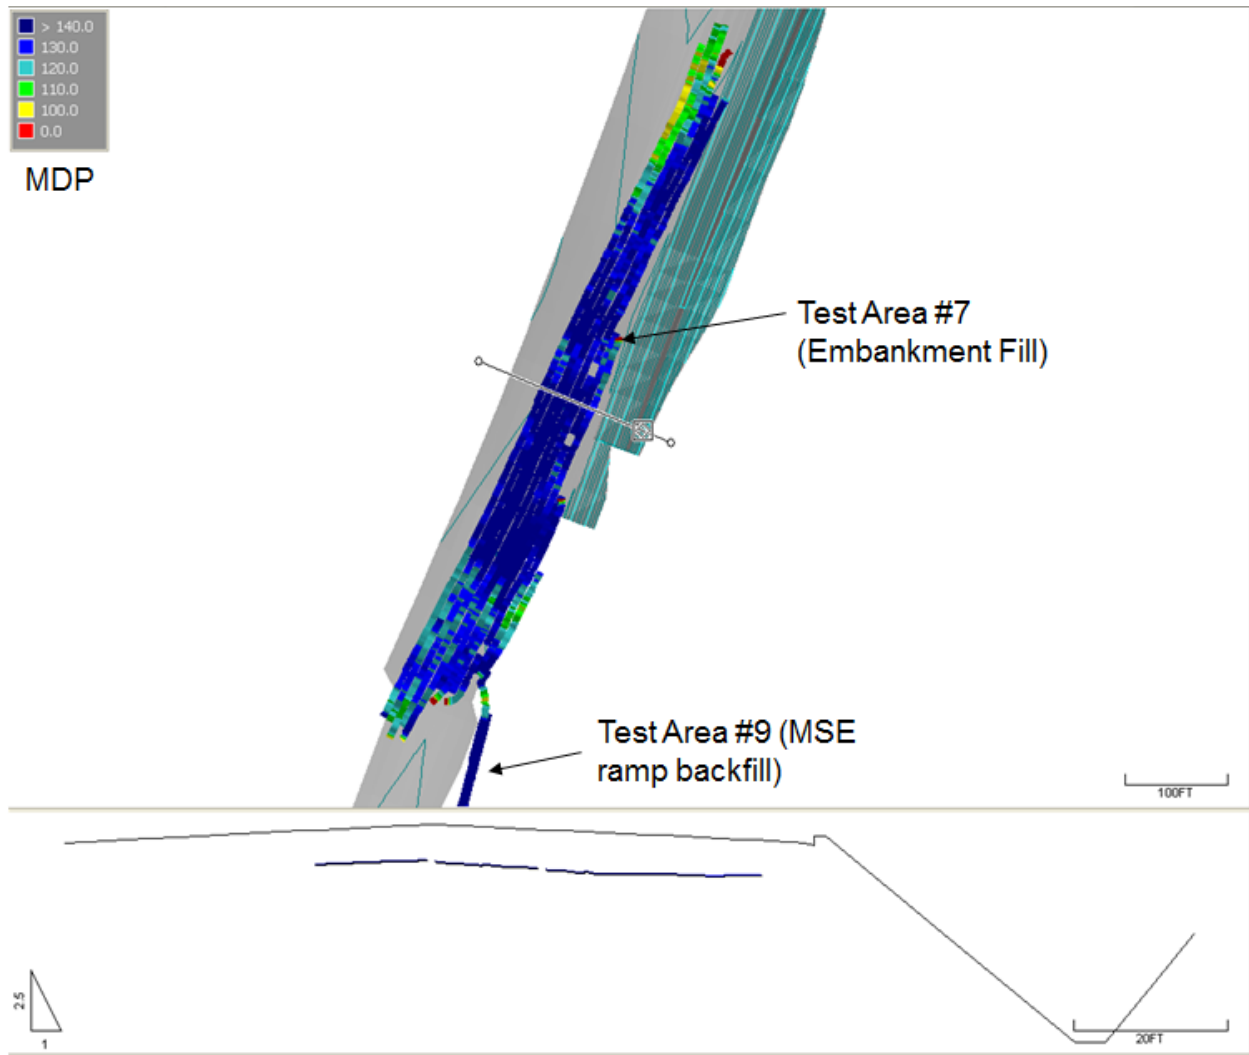 > 140.0
130.0
120.0
110.0
100.0
0.0
MDP
Test Area #7
(Embankment Fill)
Test Area #9 (MSE
ramp backfill)
100FT
2.5
1
20FT